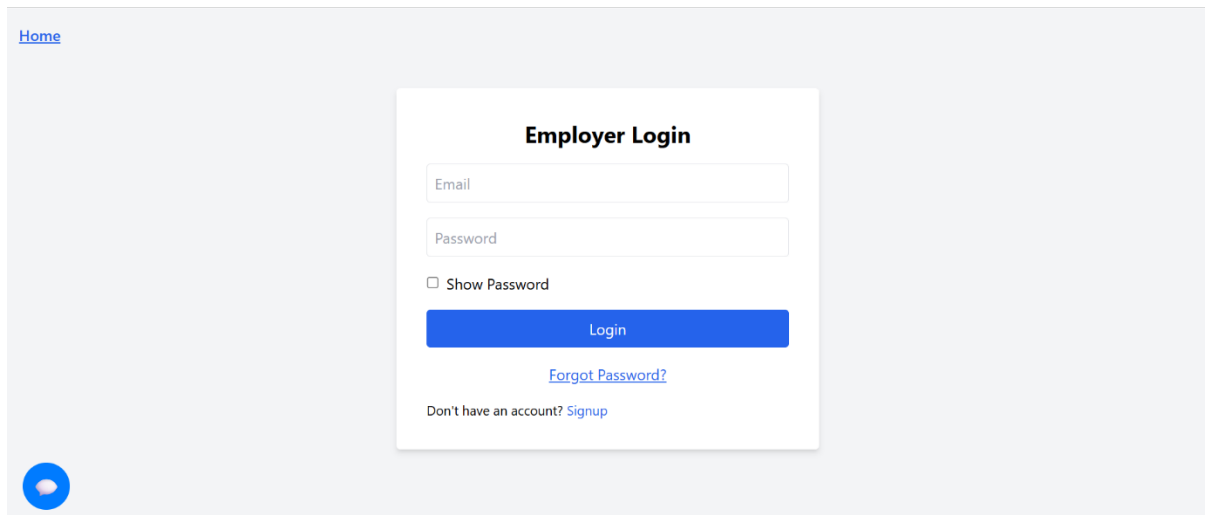 Home
Employer Login
Email
Password
Show Password
Login
Forgot Password?
Don't have an account? Signup